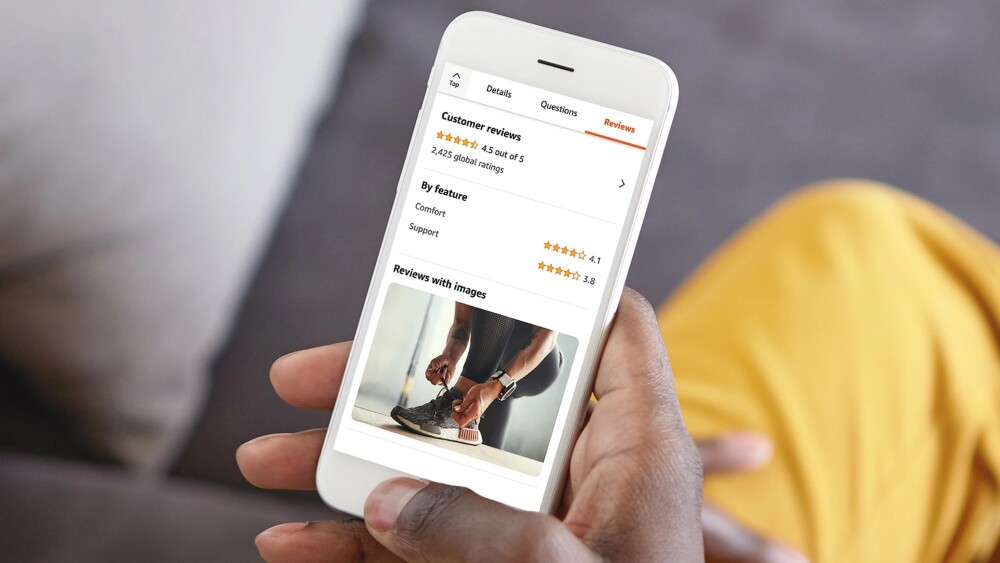 Top
Details
Questions
Reviews
Customer reviews
4.5 out of 5
2,425 global ratings
By feature
Comfort
4.1
Support
3.8
Reviews with images